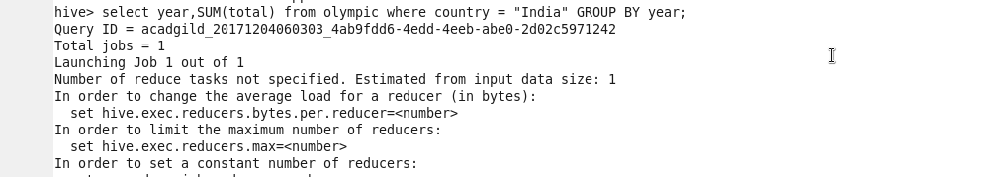 hive> select year,SUM(total) from olympic where country = "India" GROUP BY year;
Query ID = acadgild_20171204060303_4ab9fdd6-4edd-4eeb-abe0-2d02c5971242
Total jobs = 1
Launching Job 1 out of 1
Number of reduce tasks not specified. Estimated from input data size: 1
In order to change the average load for a reducer (in bytes):
  set hive.exec.reducers.bytes.per.reducer=<number>
In order to limit the maximum number of reducers:
  set hive.exec.reducers.max=<number>
In order to set a constant number of reducers: